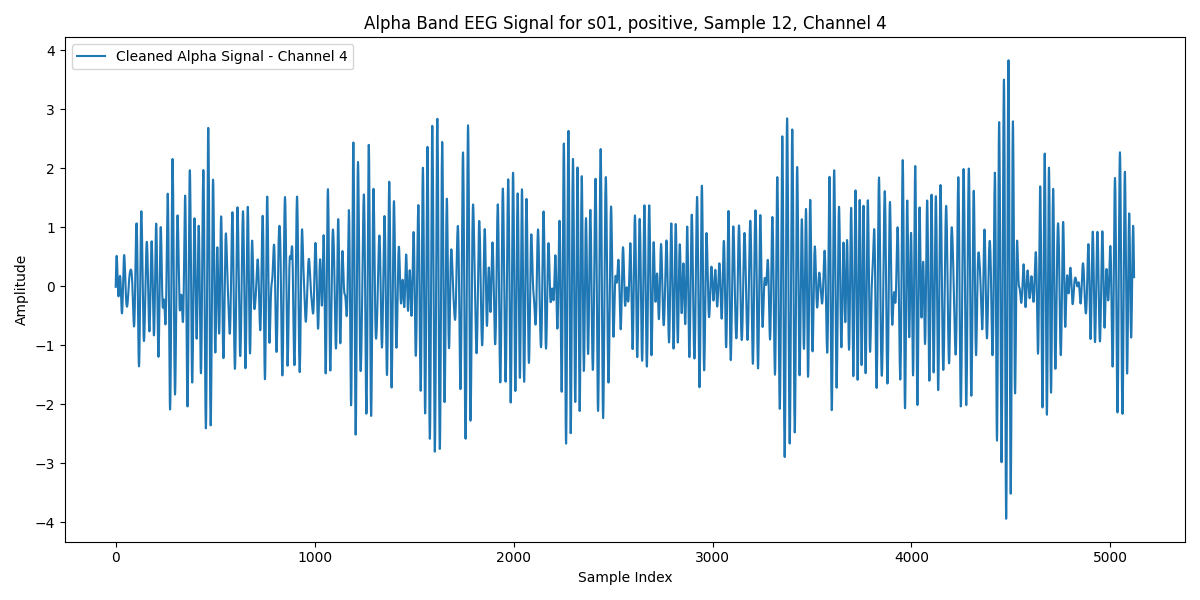 Alpha Band EEG Signal for s01, positive, Sample 12, Channel 4
Cleaned Alpha Signal - Channel 4
Amplitude
4
3
2
1
0
−1
−2
−3
−4
0 1000 2000 3000 4000 5000
Sample Index